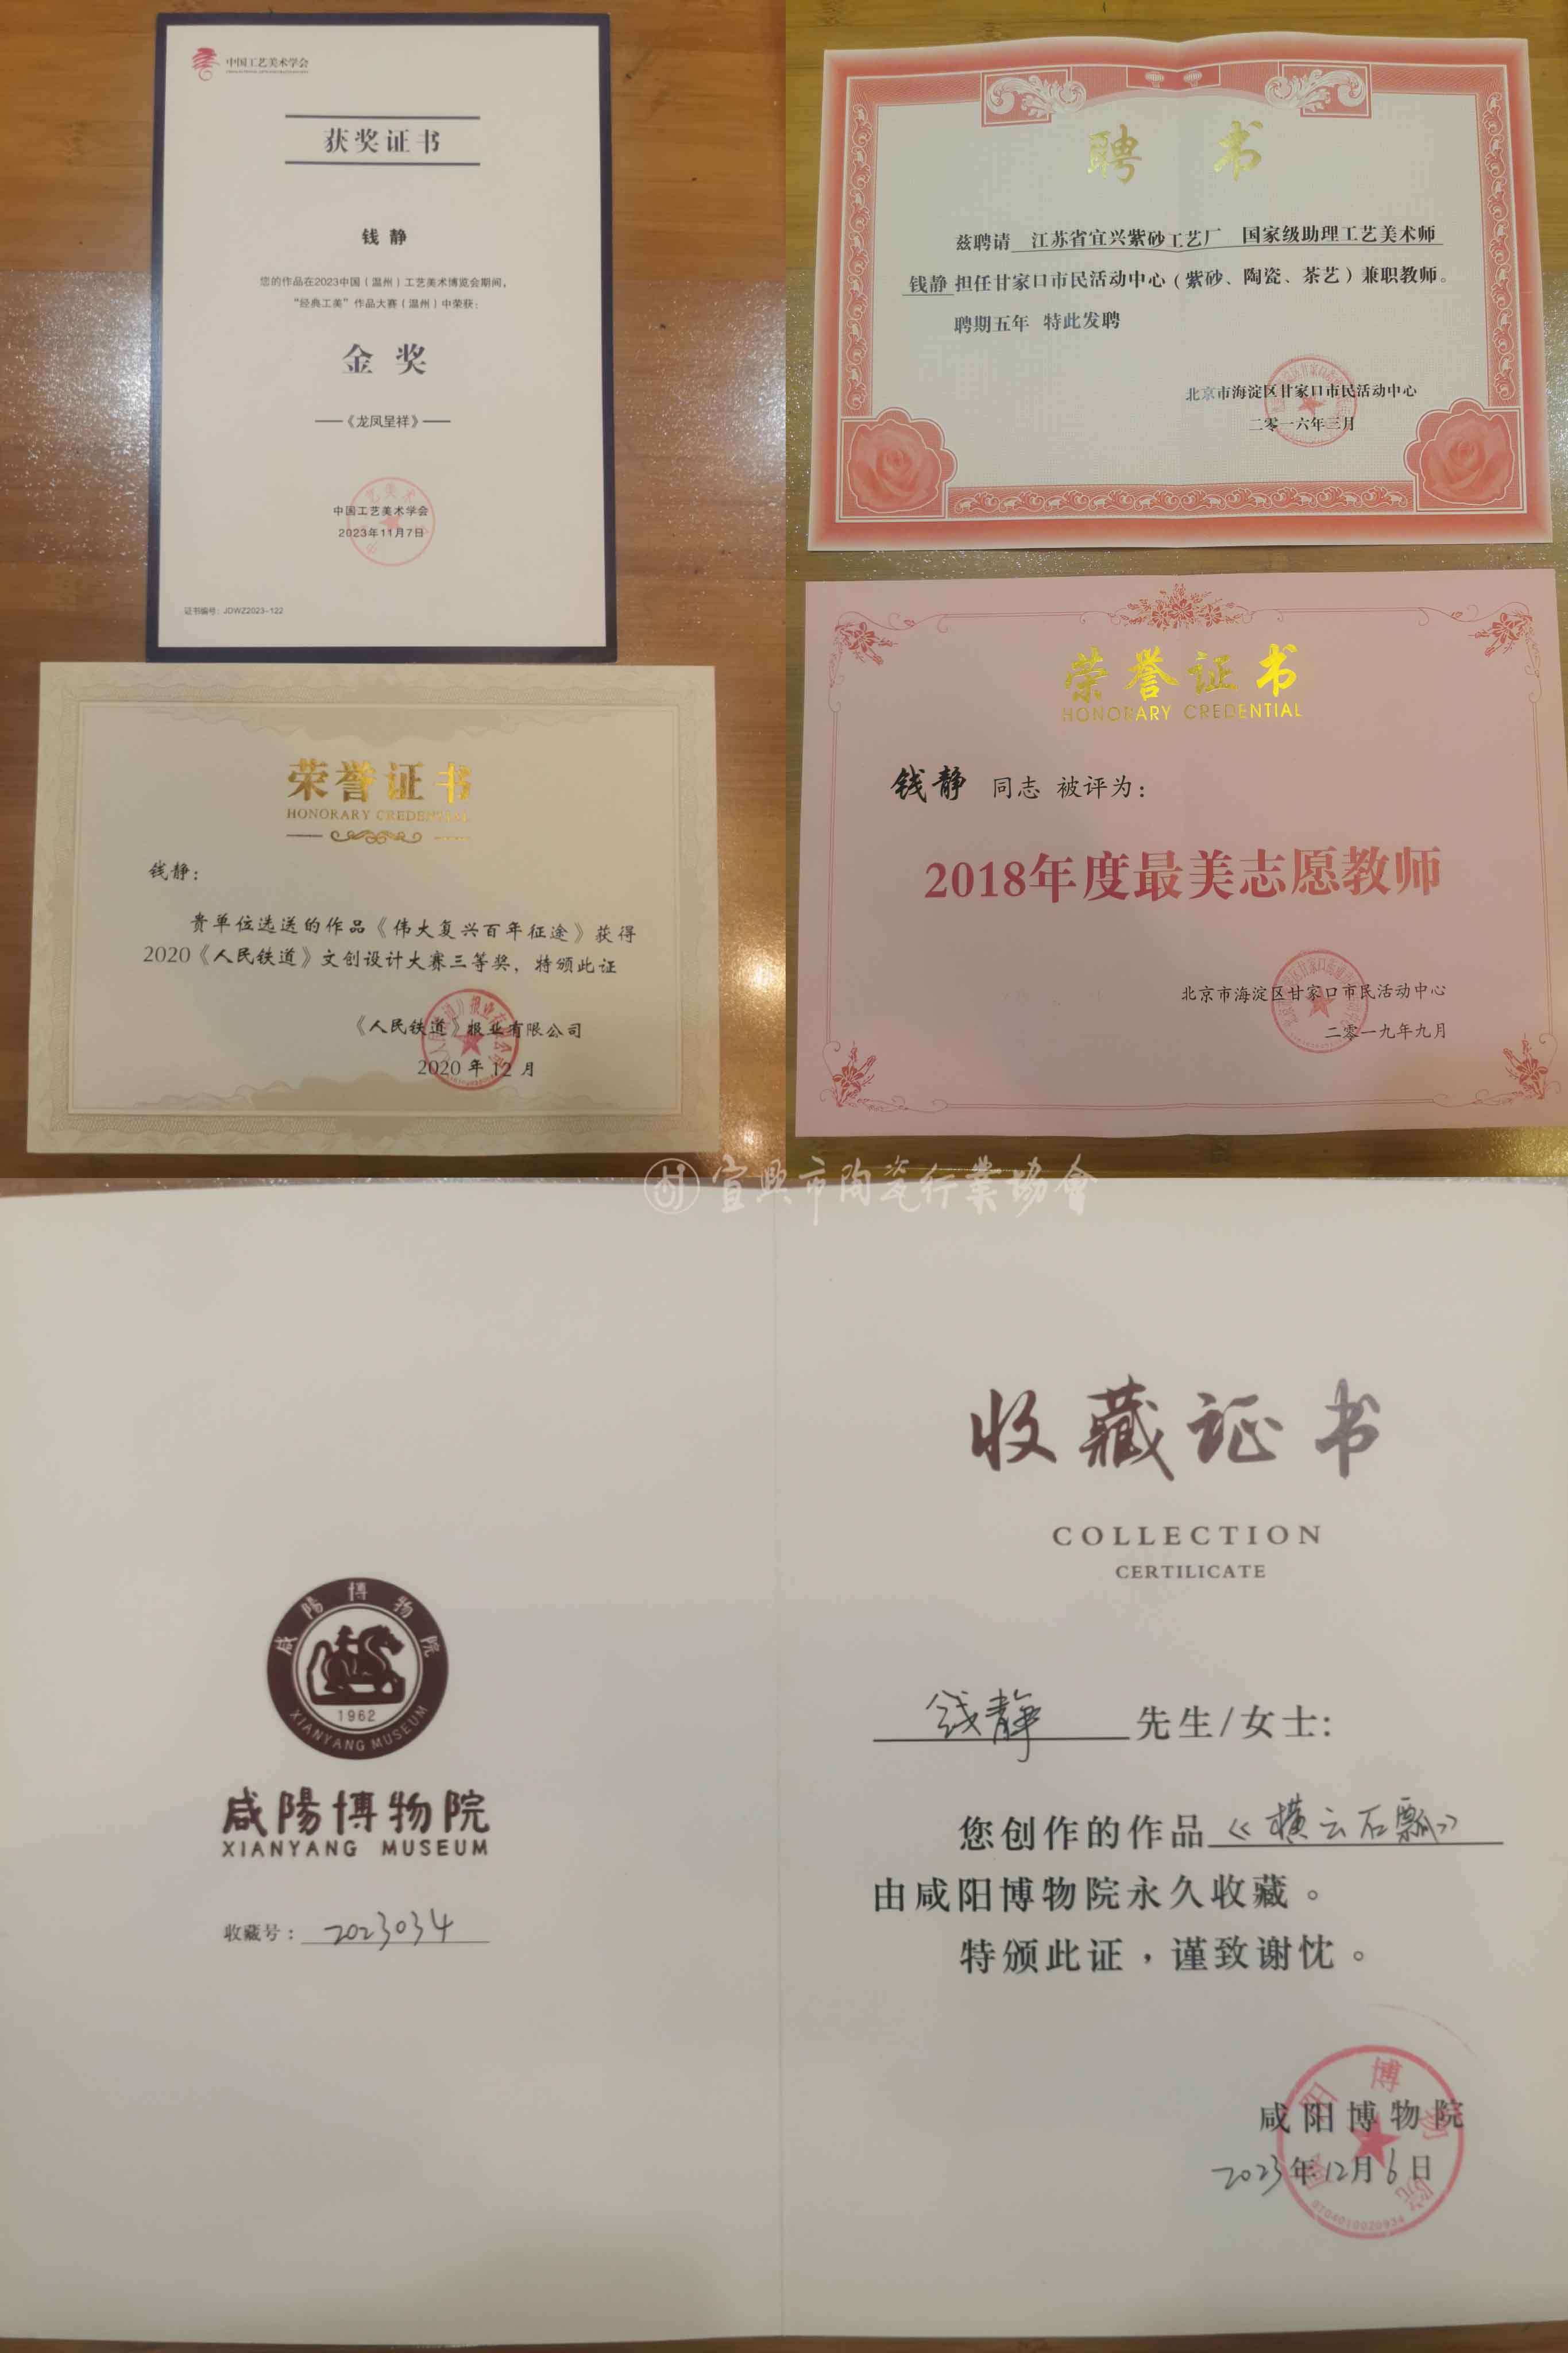 中国工艺美术学会
获奖证书
钱静
您的作品在2023中国(温州)工艺美术博览会期间，
“经典工美”作品大赛(温州)中荣获：
金奖
——《龙凤呈祥》——
中国工艺美术学会
2023年11月7日
证书编号：JDWZ2023-122
聘书
兹聘请 江苏省宜兴紫砂工艺厂 国家级助理工艺美术师
钱静 担任甘家口市民活动中心(紫砂、陶瓷、茶艺)兼职教师。
聘期五年 特此发聘
北京市海淀区甘家口市民活动中心
二零一六年三月
荣誉证书
HONORARY CREDENTIAL
钱静：
贵单位选送的作品《伟大复兴百年征途》获得
2020《人民铁道》文创设计大赛三等奖，特颁此证
《人民铁道》报业有限公司
2020年12月
荣誉证书
HONORARY CREDENTIAL
钱静 同志 被评为：
2018年度最美志愿教师
北京市海淀区甘家口市民活动中心
二零一九年九月
宜興市陶瓷行業協會
咸陽博物院
1962
XIANYANG MUSEUM
咸陽博物院
XIANYANG MUSEUM
收藏号：2023034
收藏证书
COLLECTION
CERTILICATE
钱静 先生/女士:
您创作的作品《横云石瓢》
由咸阳博物院永久收藏。
特颁此证，谨致谢忱。
咸阳博物院
2023年12月6日